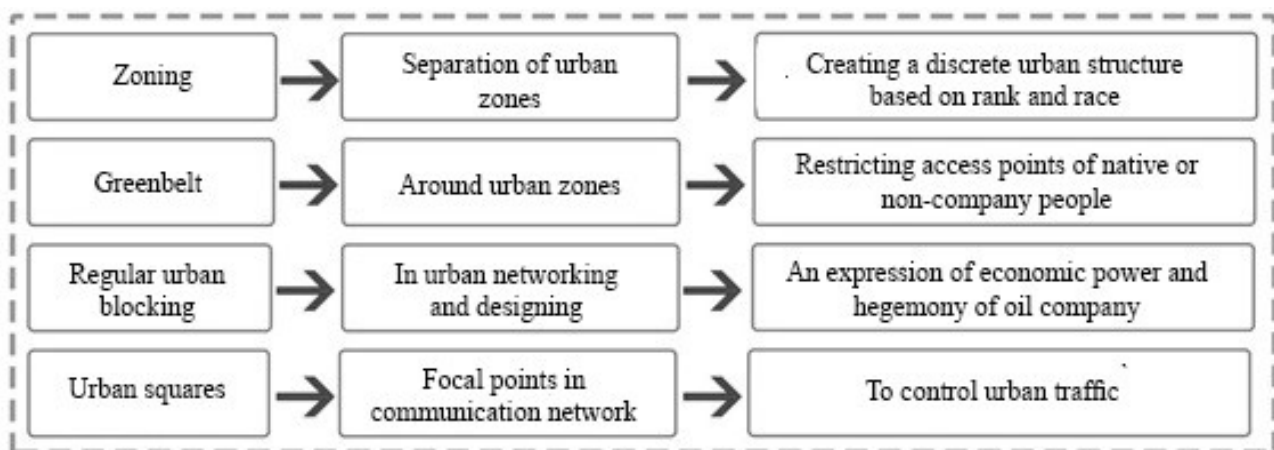 Zoning
Separation of urban
zones
Creating a discrete urban structure
based on rank and race
Greenbelt
Around urban zones
Restricting access points of native or
non-company people
Regular urban
blocking
In urban networking
and designing
An expression of economic power and
hegemony of oil company
Urban squares
Focal points in
communication network
To control urban traffic